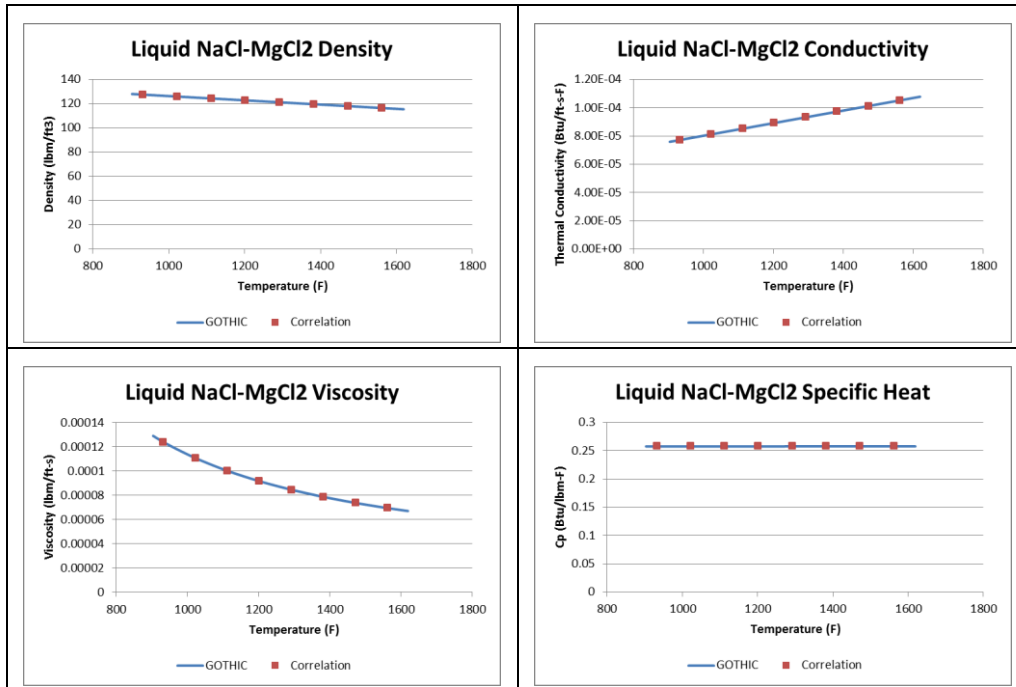 Liquid NaCl-MgCl2 Density
Density (lbm/ft3)
140
120
100
80
60
40
20
0
800 1000 1200 1400 1600 1800
Temperature (F)
GOTHIC Correlation
Liquid NaCl-MgCl2 Conductivity
Thermal Conductivity (Btu/ft-s-F)
1.20E-04
1.00E-04
8.00E-05
6.00E-05
4.00E-05
2.00E-05
0.00E+00
800 1000 1200 1400 1600 1800
Temperature (F)
GOTHIC Correlation
Liquid NaCl-MgCl2 Viscosity
Viscosity (lbm/ft-s)
0.00014
0.00012
0.0001
0.00008
0.00006
0.00004
0.00002
0
800 1000 1200 1400 1600 1800
Temperature (F)
GOTHIC Correlation
Liquid NaCl-MgCl2 Specific Heat
Cp (Btu/lbm-F)
0.3
0.25
0.2
0.15
0.1
0.05
0
800 1000 1200 1400 1600 1800
Temperature (F)
GOTHIC Correlation